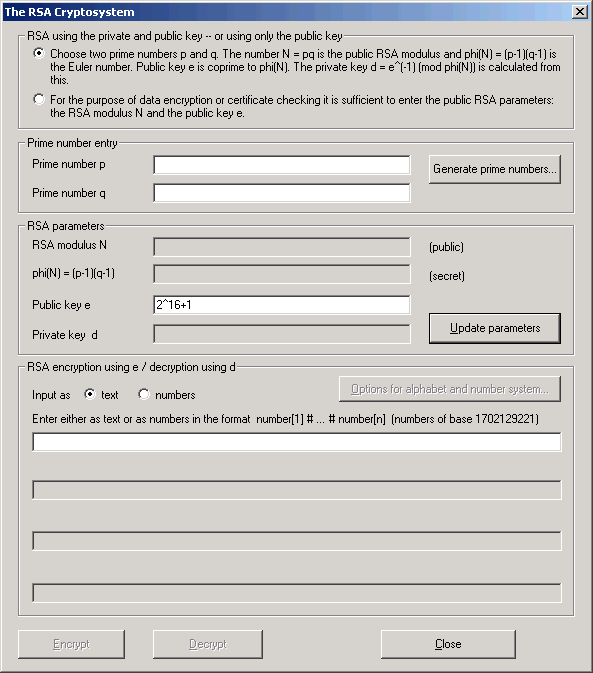 The RSA Cryptosystem
RSA using the private and public key -- or using only the public key
Choose two prime numbers p and q. The number N = pq is the public RSA modulus and phi(N) = (p-1)(q-1) is
the Euler number. Public key e is coprime to phi(N). The private key d = e^(-1) (mod phi(N)) is calculated from
this.
For the purpose of data encryption or certificate checking it is sufficient to enter the public RSA parameters:
the RSA modulus N and the public key e.
Prime number entry
Prime number p
Generate prime numbers...
Prime number q
RSA parameters
RSA modulus N (public)
phi(N) = (p-1)(q-1) (secret)
Public key e 2^16+1
Private key d Update parameters
RSA encryption using e / decryption using d
Input as text numbers Options for alphabet and number system...
Enter either as text or as numbers in the format number[1] # ... # number[n] (numbers of base 1702129221)
Encrypt Decrypt Close